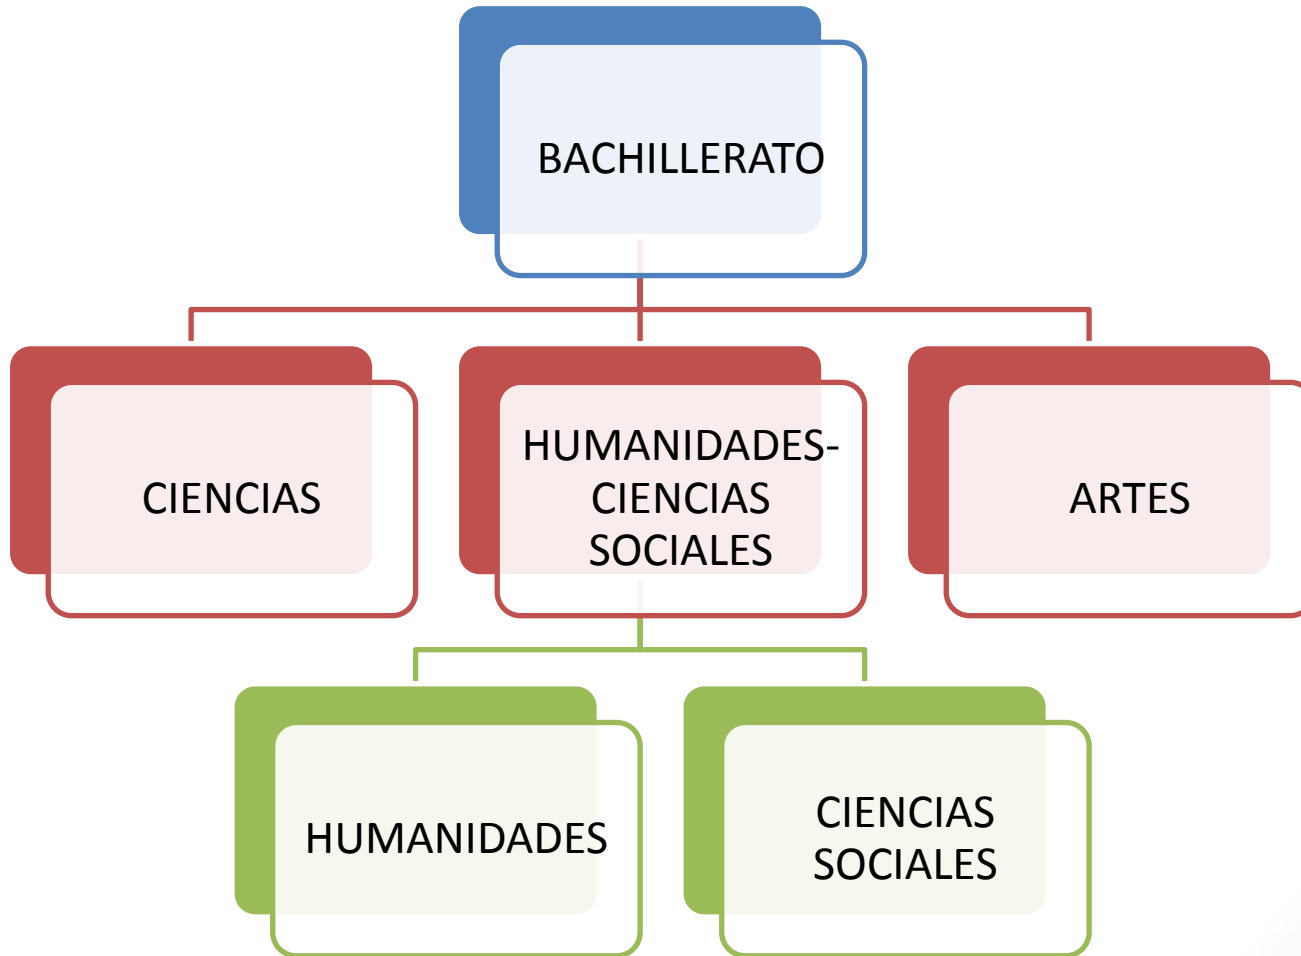 BACHILLERATO
CIENCIAS
HUMANIDADES-
CIENCIAS
SOCIALES
ARTES
HUMANIDADES
CIENCIAS
SOCIALES